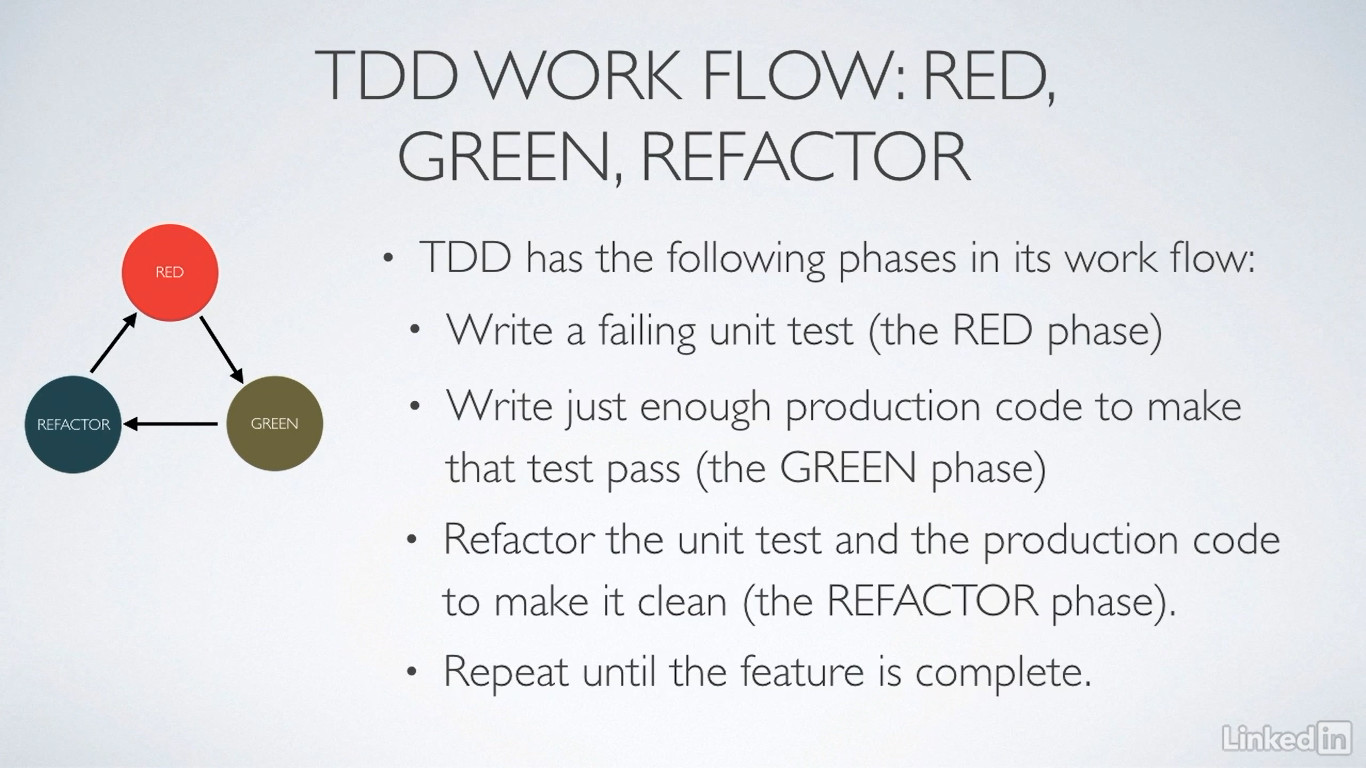 TDD WORK FLOW: RED,
GREEN, REFACTOR
RED
REFACTOR
GREEN
• TDD has the following phases in its work flow:
• Write a failing unit test (the RED phase)
• Write just enough production code to make
that test pass (the GREEN phase)
• Refactor the unit test and the production code
to make it clean (the REFACTOR phase).
• Repeat until the feature is complete.
Linked in